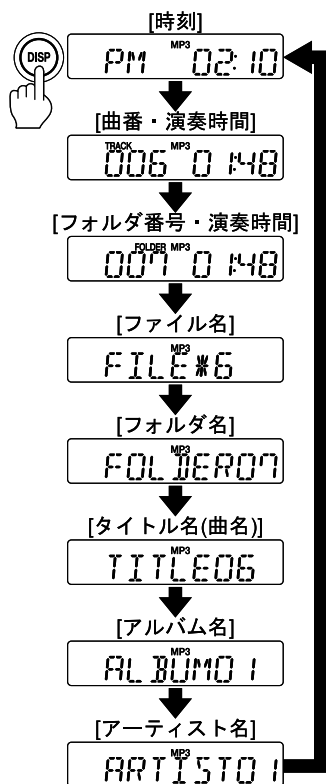 [時刻]
DISP
MP3
PM 02:10
[曲番・演奏時間]
TRACK MP3
006 01:48
[フォルダ番号・演奏時間]
FOLDER MP3
007 01:48
[ファイル名]
MP3
FILE*6
[フォルダ名]
MP3
FOLDER07
[タイトル名(曲名)]
MP3
TITLE06
[アルバム名]
MP3
ALBUM01
[アーティスト名]
MP3
ARTIST01